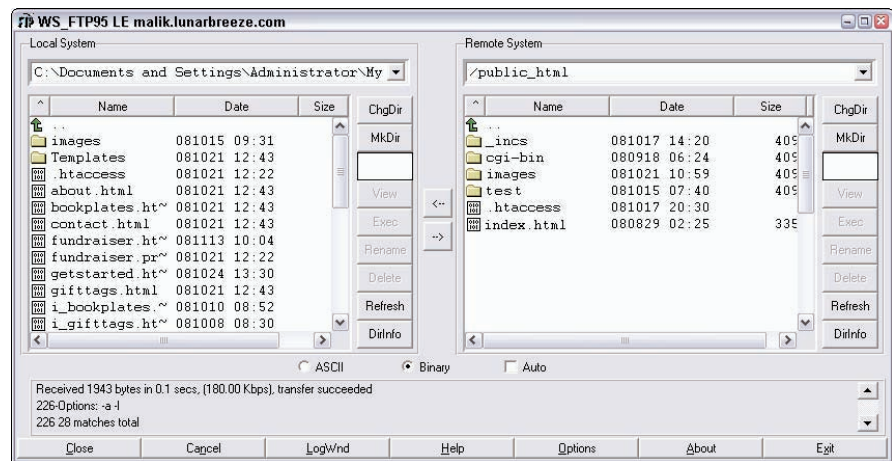 WS_FTP95 LE malik.lunarbreeze.com
Local System
C:\Documents and Settings\Administrator\My
^ Name Date Size
..
images 081015 09:31
Templates 081021 12:43
.htaccess 081021 12:22
about.html 081021 12:43
bookplates.ht~ 081021 12:43
contact.html 081021 12:43
fundraiser.ht~ 081113 10:04
fundraiser.pr~ 081021 12:22
getstarted.ht~ 081024 13:30
gifttags.html 081021 12:43
i_bookplates.~ 081010 08:52
i_gifttags.ht~ 081008 08:30
ChgDir
MkDir
View
Exec
Rename
Delete
Refresh
DirInfo
<--
-->
Remote System
/public_html
^ Name Date Size
..
_incs 081017 14:20 409
cgi-bin 080918 06:24 409
images 081021 10:59 409
test 081015 07:40 409
.htaccess 081017 20:30
index.html 080829 02:25 335
ChgDir
MkDir
View
Exec
Rename
Delete
Refresh
DirInfo
ASCII Binary Auto
Received 1943 bytes in 0.1 secs, (180.00 Kbps), transfer succeeded
226-Options: -a -l
226 28 matches total
Close Cancel LogWnd Help Options About Exit